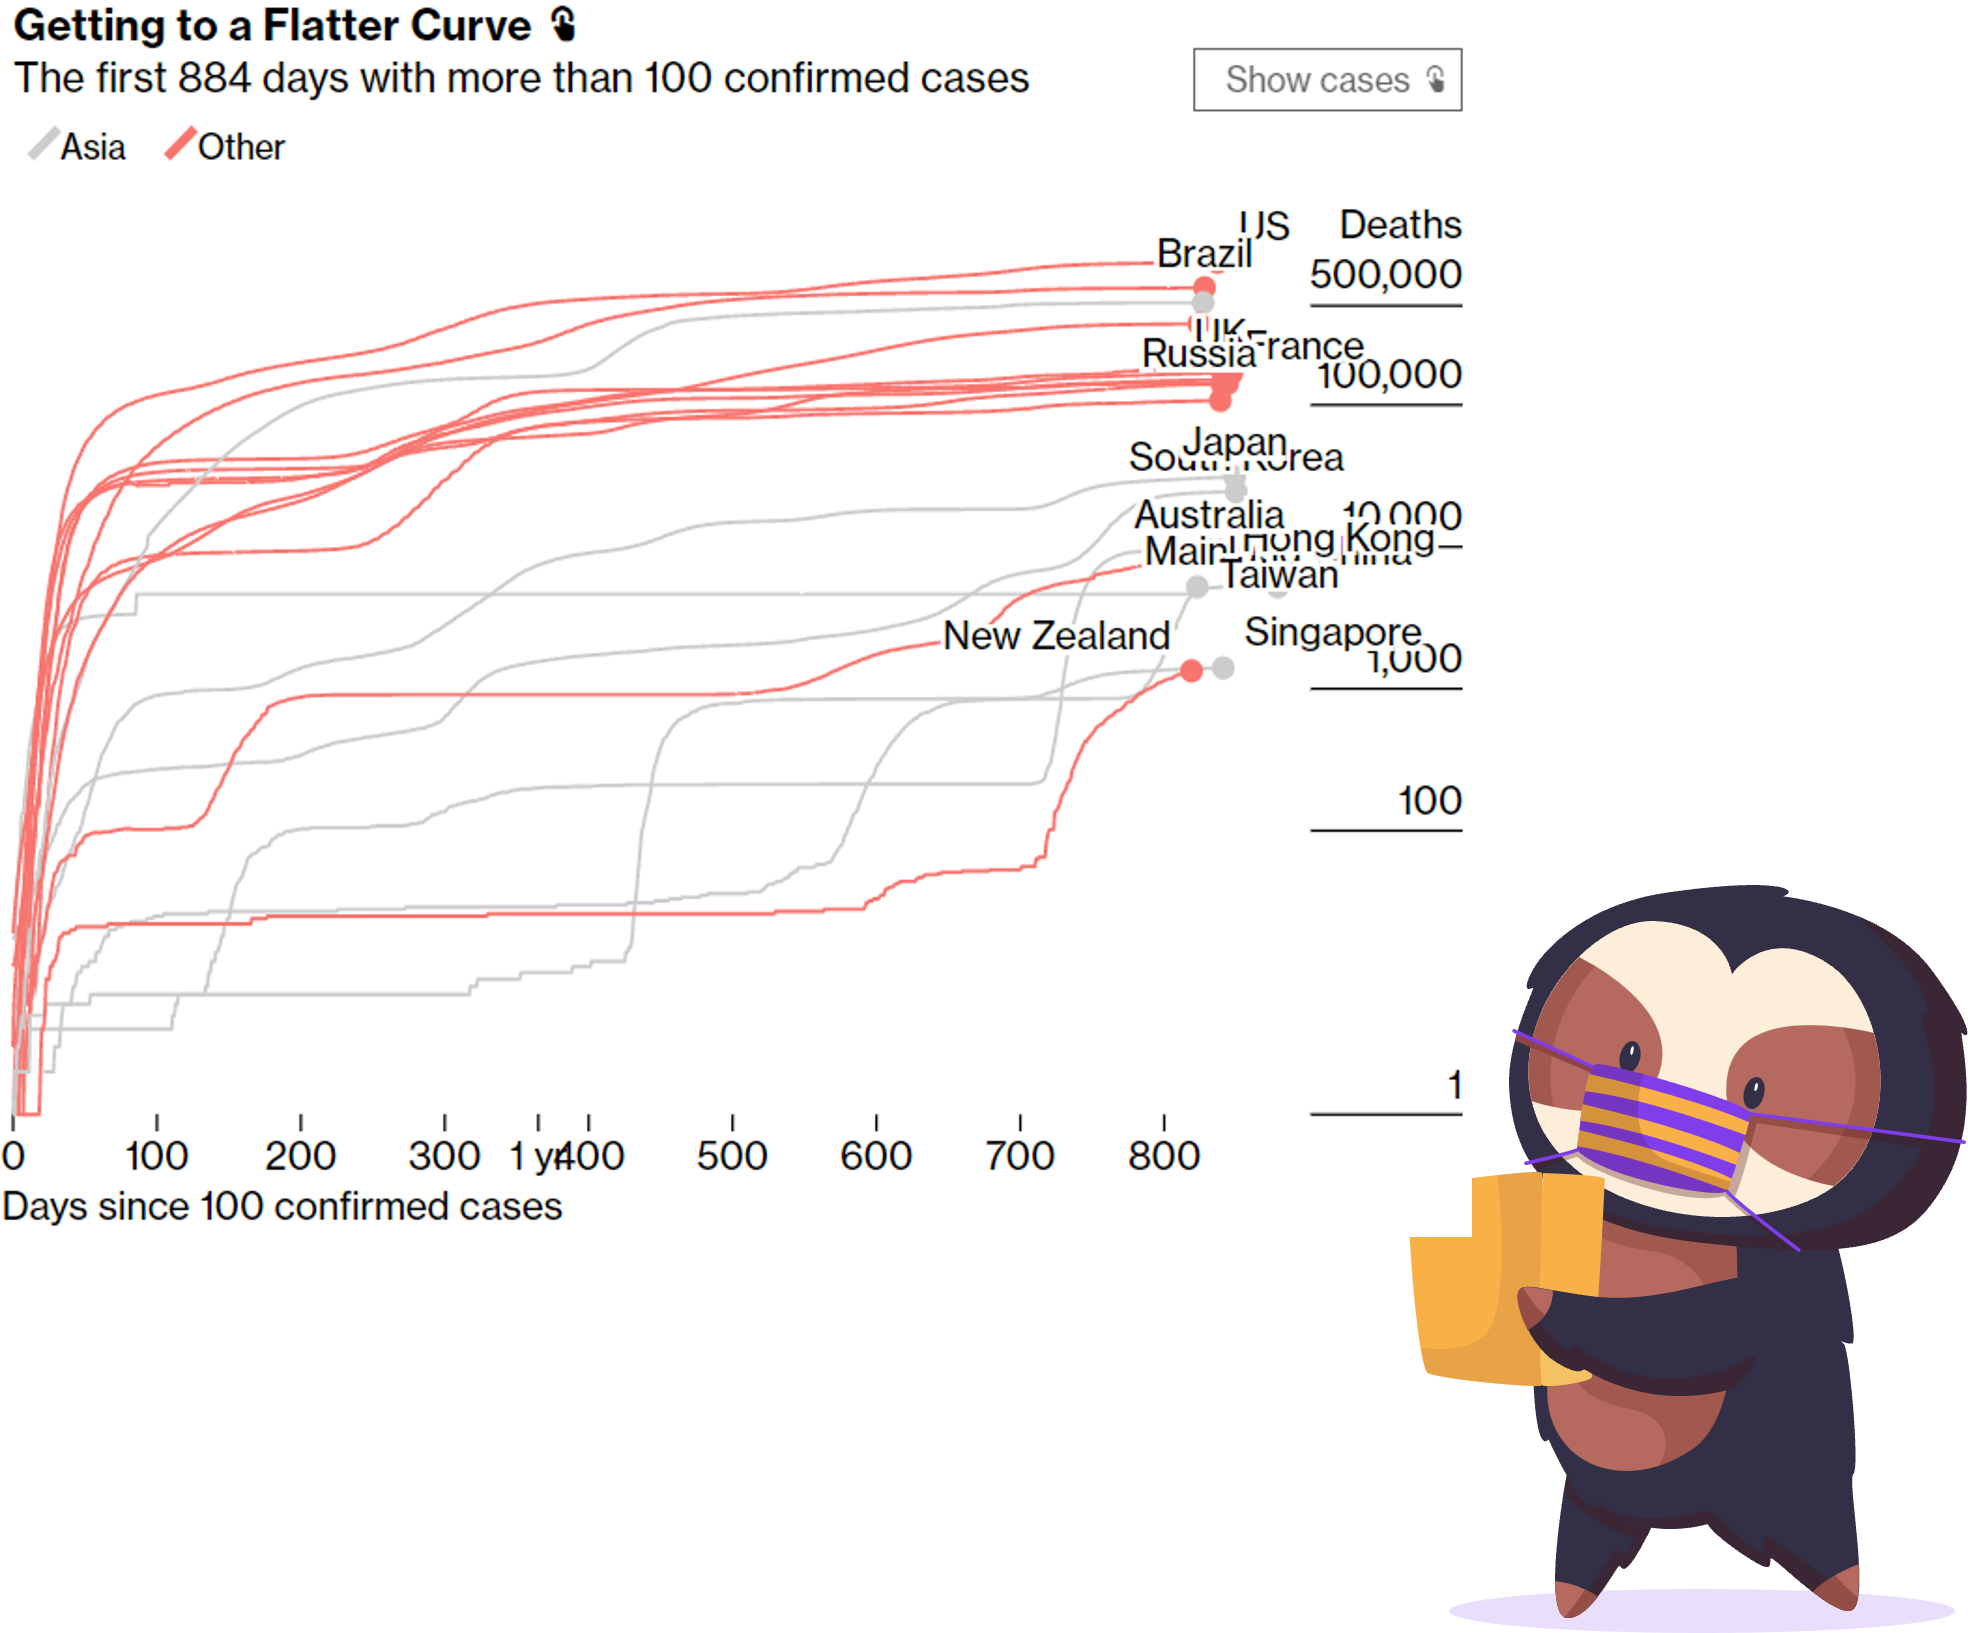 Getting to a Flatter Curve
The first 884 days with more than 100 confirmed cases
Show cases
Asia
Other
US
Deaths
Brazil
500,000
UK
France
Russia
100,000
Japan
South Korea
Australia
10,000
Hong Kong
Taiwan
New Zealand
Singapore
1,000
100
1
0 100 200 300 1 yr 400 500 600 700 800
Days since 100 confirmed cases